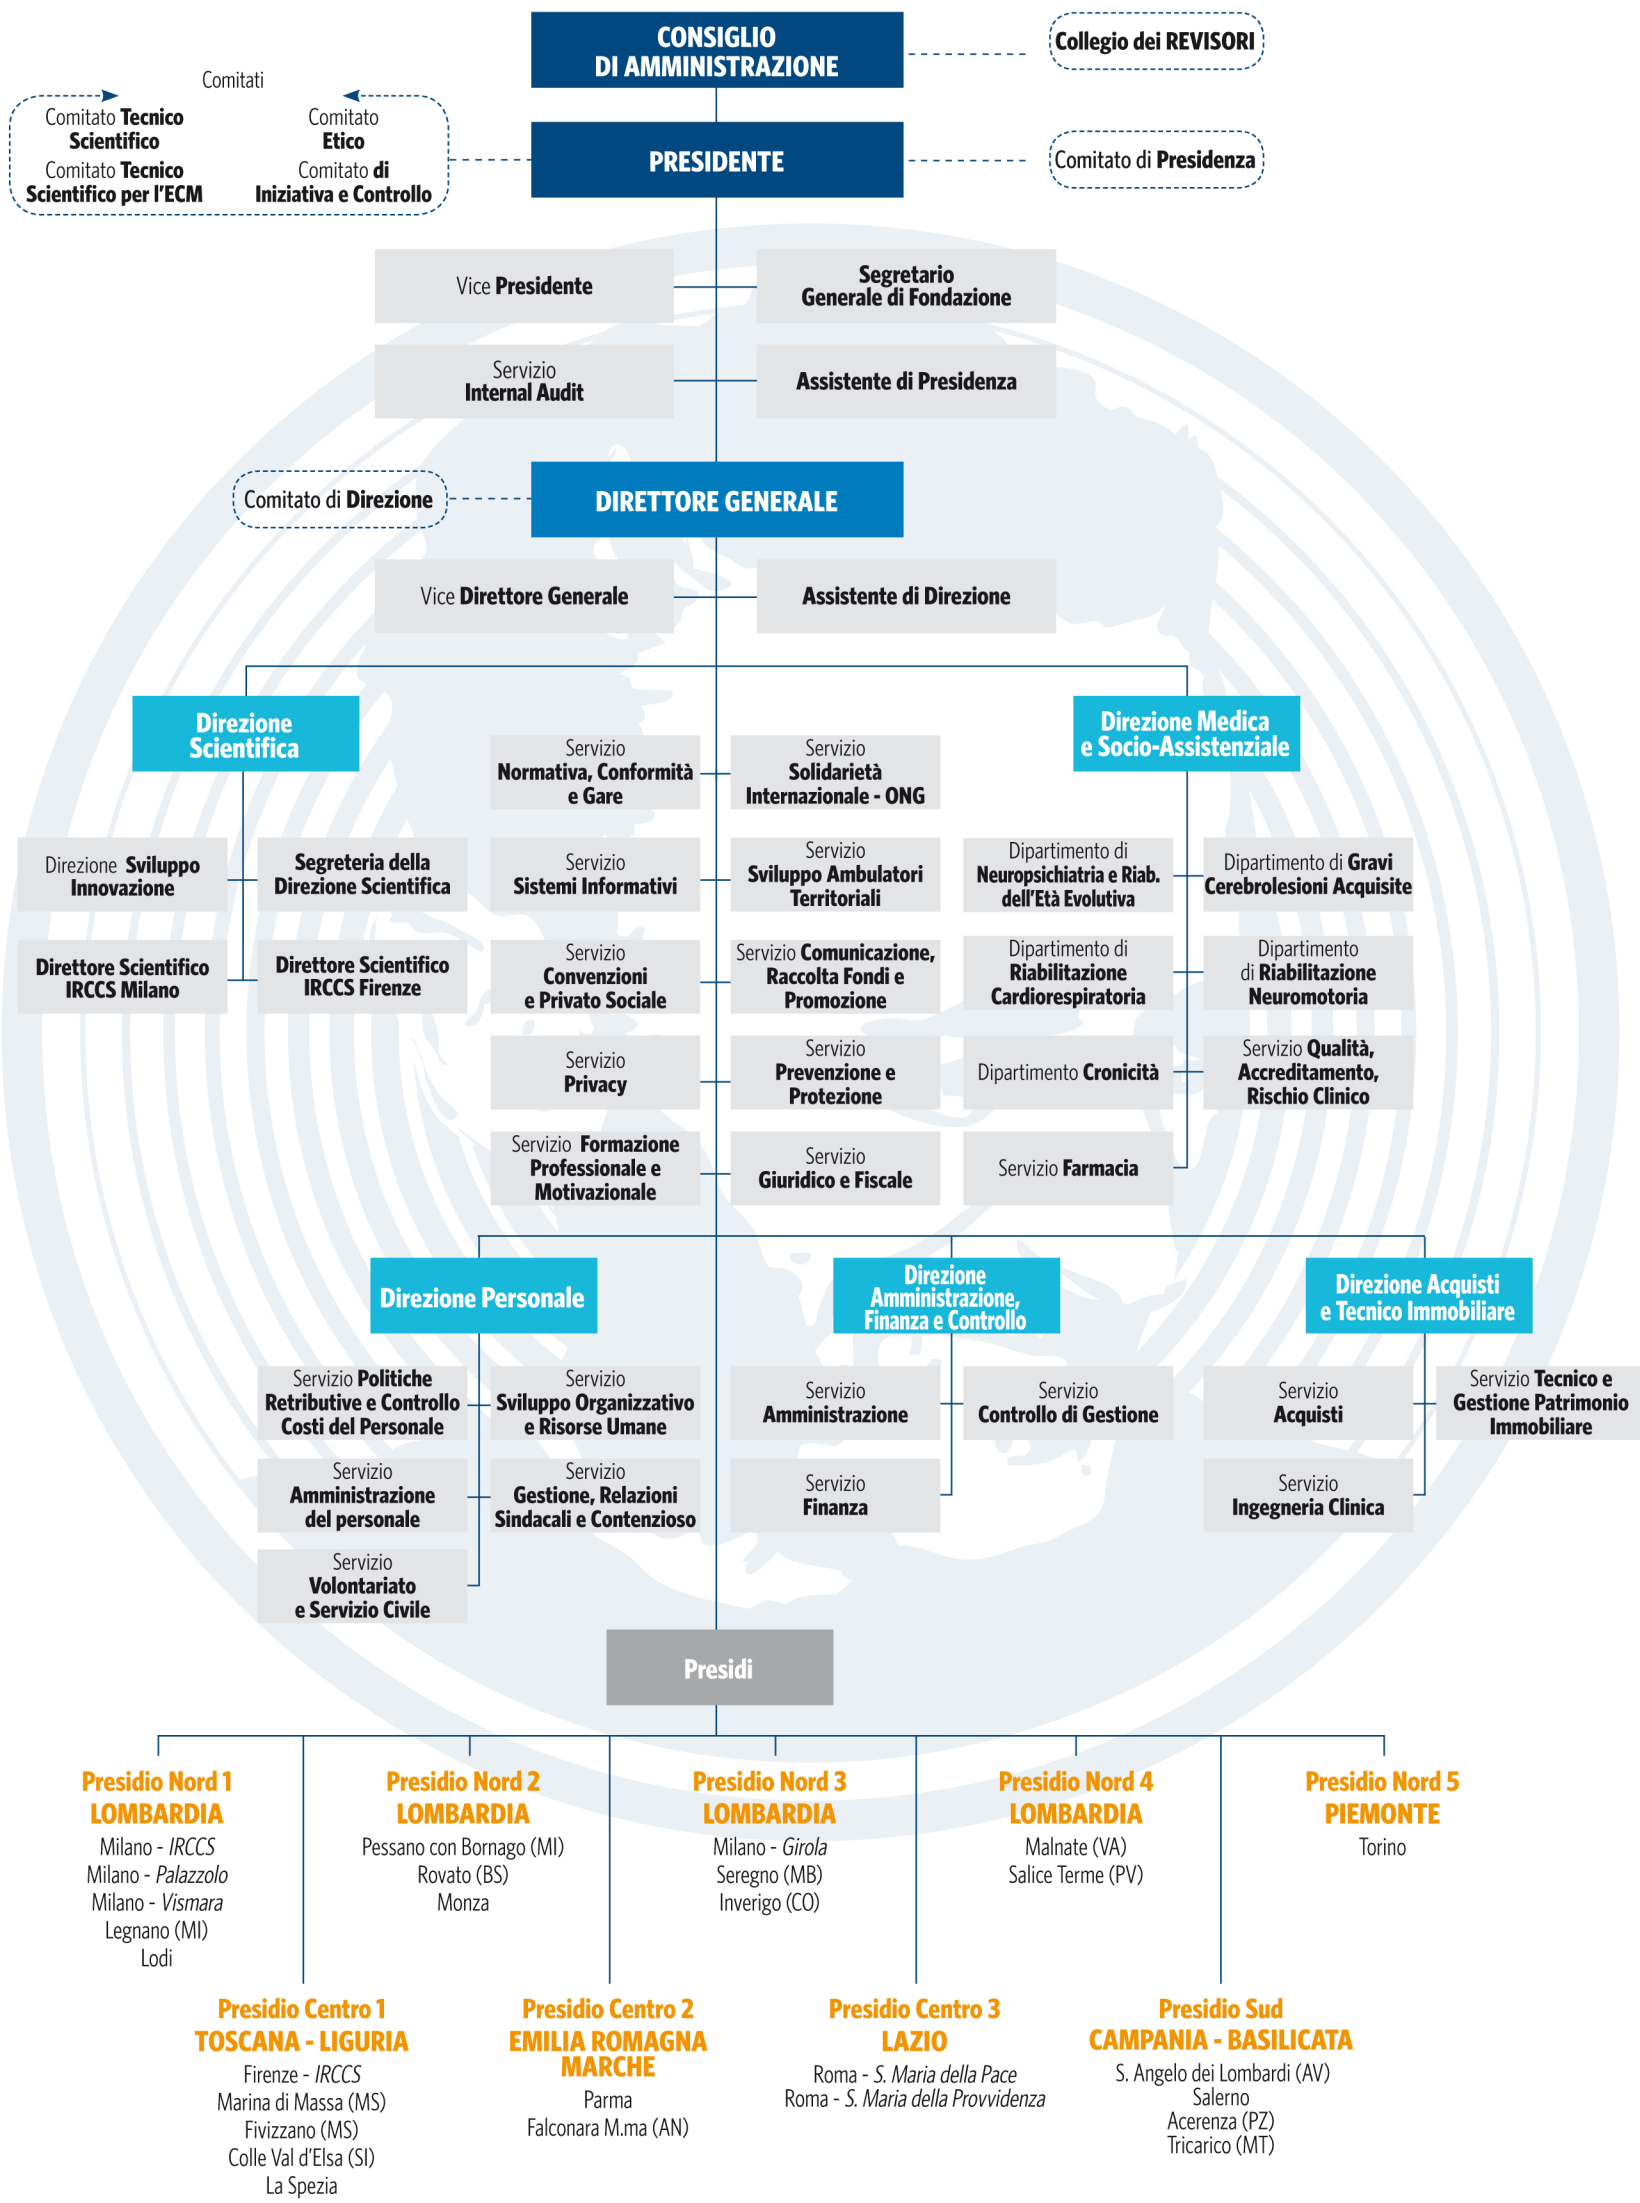 CONSIGLIO
DI AMMINISTRAZIONE
Collegio dei REVISORI
Comitati
Comitato Tecnico
Scientifico
Comitato
Etico
Comitato Tecnico
Scientifico per l'ECM
Comitato di
Iniziativa e Controllo
PRESIDENTE
Comitato di Presidenza
Vice Presidente
Segretario
Generale di Fondazione
Servizio
Internal Audit
Assistente di Presidenza
Comitato di Direzione
DIRETTORE GENERALE
Vice Direttore Generale
Assistente di Direzione
Direzione
Scientifica
Direzione Medica
e Socio-Assistenziale
Servizio
Normativa, Conformità
e Gare
Servizio
Solidarietà
Internazionale - ONG
Direzione Sviluppo
Innovazione
Segreteria della
Direzione Scientifica
Servizio
Sistemi Informativi
Servizio
Sviluppo Ambulatori
Territoriali
Dipartimento di
Neuropsichiatria e Riab.
dell'Età Evolutiva
Dipartimento di Gravi
Cerebrolesioni Acquisite
Direttore Scientifico
IRCCS Milano
Direttore Scientifico
IRCCS Firenze
Servizio
Convenzioni
e Privato Sociale
Servizio Comunicazione,
Raccolta Fondi e
Promozione
Dipartimento di
Riabilitazione
Cardiorespiratoria
Dipartimento
di Riabilitazione
Neuromotoria
Servizio
Privacy
Servizio
Prevenzione e
Protezione
Dipartimento Cronicità
Servizio Qualità,
Accreditamento,
Rischio Clinico
Servizio Formazione
Professionale e
Motivazionale
Servizio
Giuridico e Fiscale
Servizio Farmacia
Direzione Personale
Direzione
Amministrazione,
Finanza e Controllo
Direzione Acquisti
e Tecnico Immobiliare
Servizio Politiche
Retributive e Controllo
Costi del Personale
Servizio
Sviluppo Organizzativo
e Risorse Umane
Servizio
Amministrazione
Servizio
Controllo di Gestione
Servizio
Acquisti
Servizio Tecnico e
Gestione Patrimonio
Immobiliare
Servizio
Amministrazione
del personale
Servizio
Gestione, Relazioni
Sindacali e Contenzioso
Servizio
Finanza
Servizio
Ingegneria Clinica
Servizio
Volontariato
e Servizio Civile
Presidi
Presidio Nord 1
LOMBARDIA
Milano - IRCCS
Milano - Palazzolo
Milano - Vismara
Legnano (MI)
Lodi
Presidio Nord 2
LOMBARDIA
Pessano con Bornago (MI)
Rovato (BS)
Monza
Presidio Nord 3
LOMBARDIA
Milano - Girola
Seregno (MB)
Inverigo (CO)
Presidio Nord 4
LOMBARDIA
Malnate (VA)
Salice Terme (PV)
Presidio Nord 5
PIEMONTE
Torino
Presidio Centro 1
TOSCANA - LIGURIA
Firenze - IRCCS
Marina di Massa (MS)
Fivizzano (MS)
Colle Val d'Elsa (SI)
La Spezia
Presidio Centro 2
EMILIA ROMAGNA
MARCHE
Parma
Falconara M.ma (AN)
Presidio Centro 3
LAZIO
Roma - S. Maria della Pace
Roma - S. Maria della Provvidenza
Presidio Sud
CAMPANIA - BASILICATA
S. Angelo dei Lombardi (AV)
Salerno
Acerenza (PZ)
Tricarico (MT)